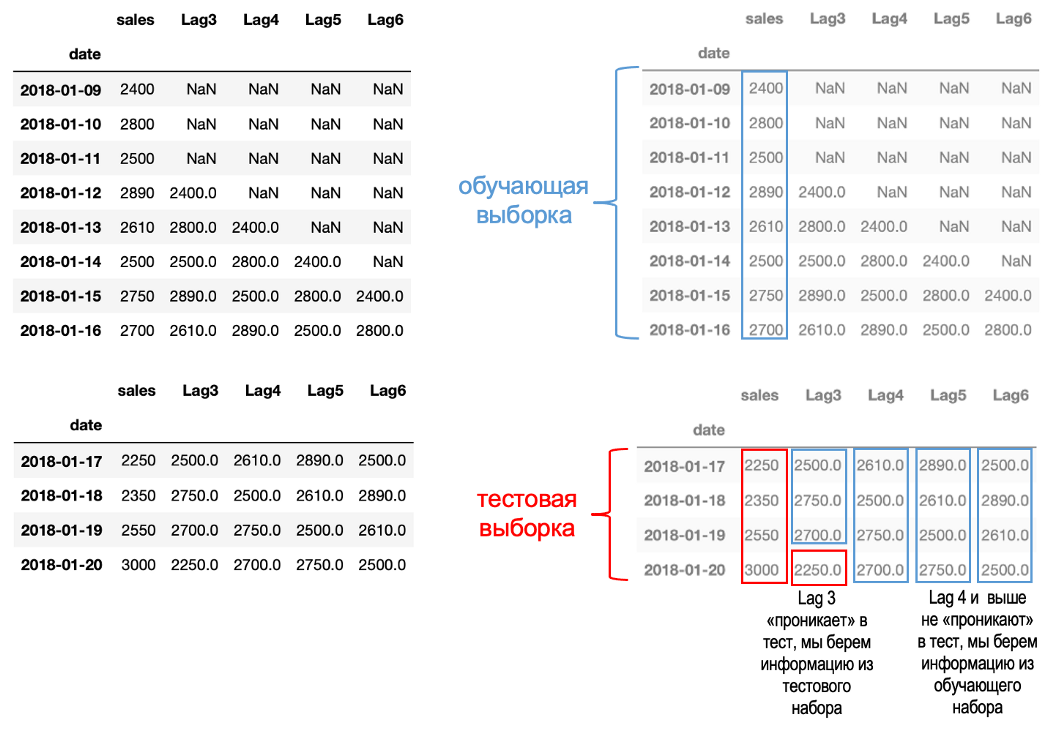 sales Lag3 Lag4 Lag5 Lag6
date
2018-01-09 2400 NaN NaN NaN NaN
2018-01-10 2800 NaN NaN NaN NaN
2018-01-11 2500 NaN NaN NaN NaN
2018-01-12 2890 2400.0 NaN NaN NaN
2018-01-13 2610 2800.0 2400.0 NaN NaN
2018-01-14 2500 2500.0 2800.0 2400.0 NaN
2018-01-15 2750 2890.0 2500.0 2800.0 2400.0
2018-01-16 2700 2610.0 2890.0 2500.0 2800.0
sales Lag3 Lag4 Lag5 Lag6
date
2018-01-17 2250 2500.0 2610.0 2890.0 2500.0
2018-01-18 2350 2750.0 2500.0 2610.0 2890.0
2018-01-19 2550 2700.0 2750.0 2500.0 2610.0
2018-01-20 3000 2250.0 2700.0 2750.0 2500.0
обучающая
выборка
sales Lag3 Lag4 Lag5 Lag6
date
2018-01-09 2400 NaN NaN NaN NaN
2018-01-10 2800 NaN NaN NaN NaN
2018-01-11 2500 NaN NaN NaN NaN
2018-01-12 2890 2400.0 NaN NaN NaN
2018-01-13 2610 2800.0 2400.0 NaN NaN
2018-01-14 2500 2500.0 2800.0 2400.0 NaN
2018-01-15 2750 2890.0 2500.0 2800.0 2400.0
2018-01-16 2700 2610.0 2890.0 2500.0 2800.0
тестовая
выборка
sales Lag3 Lag4 Lag5 Lag6
date
2018-01-17 2250 2500.0 2610.0 2890.0 2500.0
2018-01-18 2350 2750.0 2500.0 2610.0 2890.0
2018-01-19 2550 2700.0 2750.0 2500.0 2610.0
2018-01-20 3000 2250.0 2700.0 2750.0 2500.0
Lag 3
«проникает» в
тест, мы берем
информацию из
тестового
набора
Lag 4 и выше
не «проникают»
в тест, мы берем
информацию из
обучающего
набора